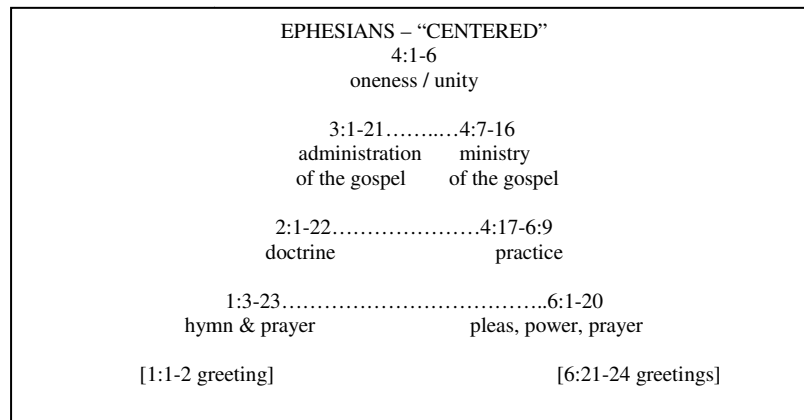 EPHESIANS – “CENTERED”
4:1-6
oneness / unity
3:1-21……..…4:7-16
administration ministry
of the gospel of the gospel
2:1-22…………………4:17-6:9
doctrine practice
1:3-23………………………………..6:1-20
hymn & prayer pleas, power, prayer
[1:1-2 greeting] [6:21-24 greetings]